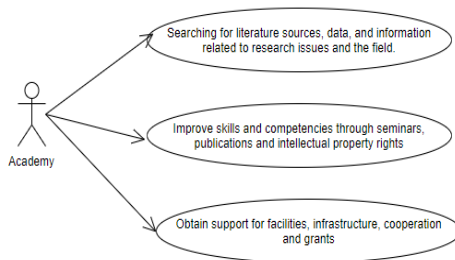 Searching for literature sources, data, and information
related to research issues and the field.
Improve skills and competencies through seminars,
publications and intellectual property rights
Academy
Obtain support for facilities, infrastructure, cooperation
and grants